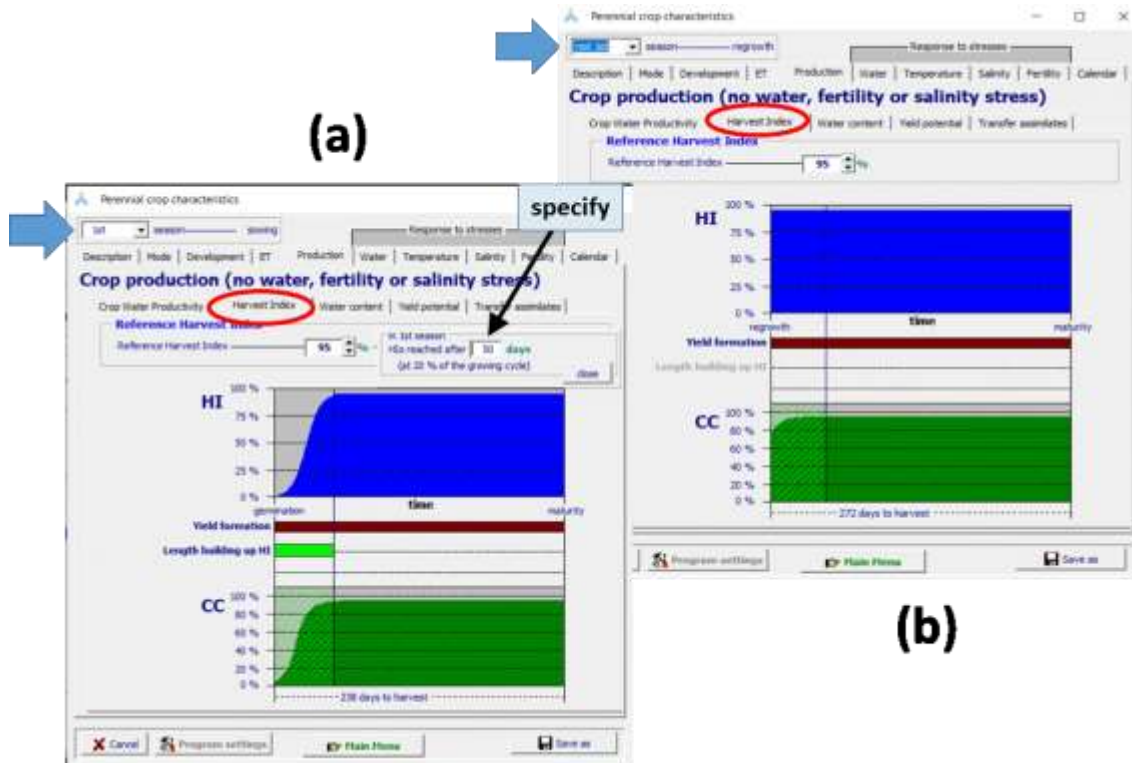 (a)
Perennial crop characteristics
1st season sowing
Response to stresses
Description Mode Development ET Production Water Temperature Salinity Fertility Calendar
Crop production (no water, fertility or salinity stress)
Crop Water Productivity Harvest Index Water content Yield potential Transfer assimilates
Reference Harvest Index
Reference Harvest Index 95 %
1st season
HIo reached after days
of the growing cycle)
close
specify
HI
100 %
75 %
50 %
25 %
0 %
germination time maturity
Yield formation
Length building up HI
CC
100 %
80 %
60 %
40 %
20 %
0 %
238 days to harvest
Cancel Program settings Main Menu Save as
(b)
Perennial crop characteristics
season regrowth
Response to stresses
Description Mode Development ET Production Water Temperature Salinity Fertility Calendar
Crop production (no water, fertility or salinity stress)
Crop Water Productivity Harvest Index Water content Yield potential Transfer assimilates
Reference Harvest Index
Reference Harvest Index 95 %
HI
100 %
75 %
50 %
25 %
0 %
regrowth time maturity
Yield formation
Length building up HI
CC
100 %
80 %
60 %
40 %
20 %
0 %
272 days to harvest
Program settings Main Menu Save as